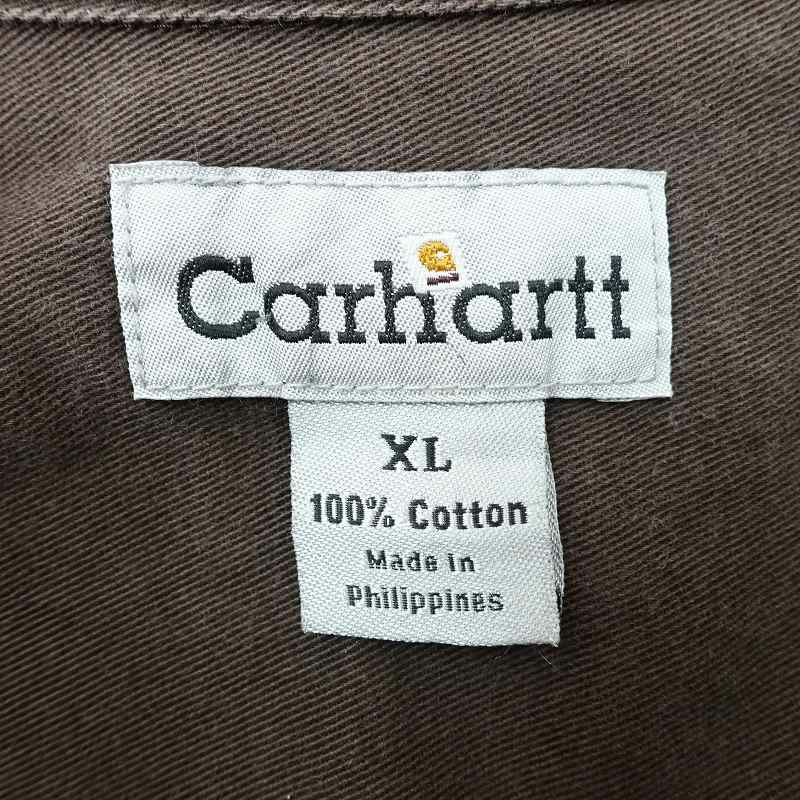 Carhartt
XL
100% Cotton
Made in
Philippines